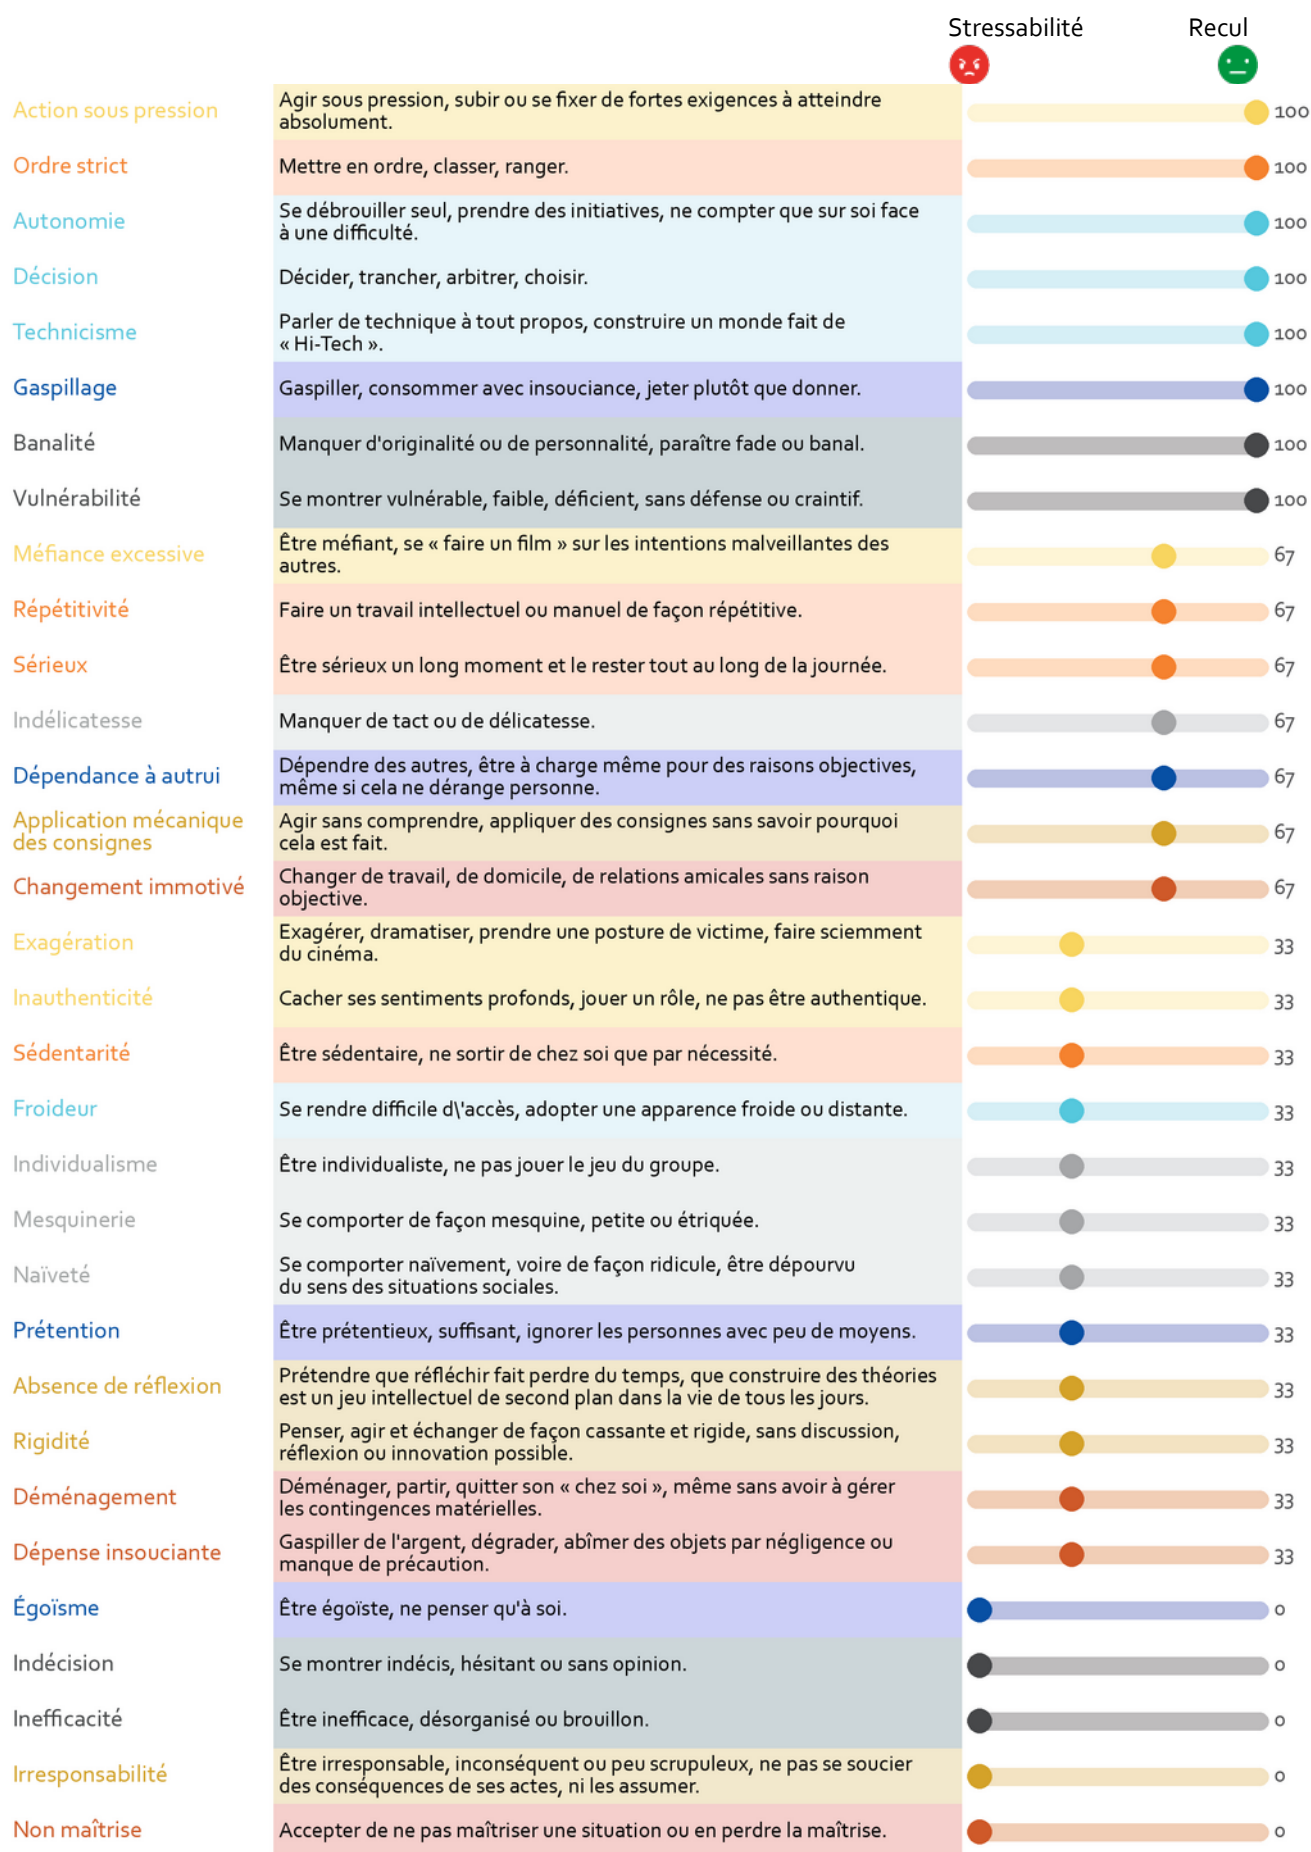 Stressabilité Recul
Action sous pression
Agir sous pression, subir ou se fixer de fortes exigences à atteindre
absolument.
100
Ordre strict
Mettre en ordre, classer, ranger.
100
Autonomie
Se débrouiller seul, prendre des initiatives, ne compter que sur soi face
à une difficulté.
100
Décision
Décider, trancher, arbitrer, choisir.
100
Technicisme
Parler de technique à tout propos, construire un monde fait de
« Hi-Tech ».
100
Gaspillage
Gaspiller, consommer avec insouciance, jeter plutôt que donner.
100
Banalité
Manquer d'originalité ou de personnalité, paraître fade ou banal.
100
Vulnérabilité
Se montrer vulnérable, faible, déficient, sans défense ou craintif.
100
Méfiance excessive
Être méfiant, se « faire un film » sur les intentions malveillantes des
autres.
67
Répétitivité
Faire un travail intellectuel ou manuel de façon répétitive.
67
Sérieux
Être sérieux un long moment et le rester tout au long de la journée.
67
Indélicatesse
Manquer de tact ou de délicatesse.
67
Dépendance à autrui
Dépendre des autres, être à charge même pour des raisons objectives,
même si cela ne dérange personne.
67
Application mécanique
des consignes
Agir sans comprendre, appliquer des consignes sans savoir pourquoi
cela est fait.
67
Changement immotivé
Changer de travail, de domicile, de relations amicales sans raison
objective.
67
Exagération
Exagérer, dramatiser, prendre une posture de victime, faire sciemment
du cinéma.
33
Inauthenticité
Cacher ses sentiments profonds, jouer un rôle, ne pas être authentique.
33
Sédentarité
Être sédentaire, ne sortir de chez soi que par nécessité.
33
Froideur
Se rendre difficile d\'accès, adopter une apparence froide ou distante.
33
Individualisme
Être individualiste, ne pas jouer le jeu du groupe.
33
Mesquinerie
Se comporter de façon mesquine, petite ou étriquée.
33
Naïveté
Se comporter naïvement, voire de façon ridicule, être dépourvu
du sens des situations sociales.
33
Prétention
Être prétentieux, suffisant, ignorer les personnes avec peu de moyens.
33
Absence de réflexion
Prétendre que réfléchir fait perdre du temps, que construire des théories
est un jeu intellectuel de second plan dans la vie de tous les jours.
33
Rigidité
Penser, agir et échanger de façon cassante et rigide, sans discussion,
réflexion ou innovation possible.
33
Déménagement
Déménager, partir, quitter son « chez soi », même sans avoir à gérer
les contingences matérielles.
33
Dépense insouciante
Gaspiller de l'argent, dégrader, abîmer des objets par négligence ou
manque de précaution.
33
Égoïsme
Être égoïste, ne penser qu'à soi.
0
Indécision
Se montrer indécis, hésitant ou sans opinion.
0
Inefficacité
Être inefficace, désorganisé ou brouillon.
0
Irresponsabilité
Être irresponsable, inconséquent ou peu scrupuleux, ne pas se soucier
des conséquences de ses actes, ni les assumer.
0
Non maîtrise
Accepter de ne pas maîtriser une situation ou en perdre la maîtrise.
0